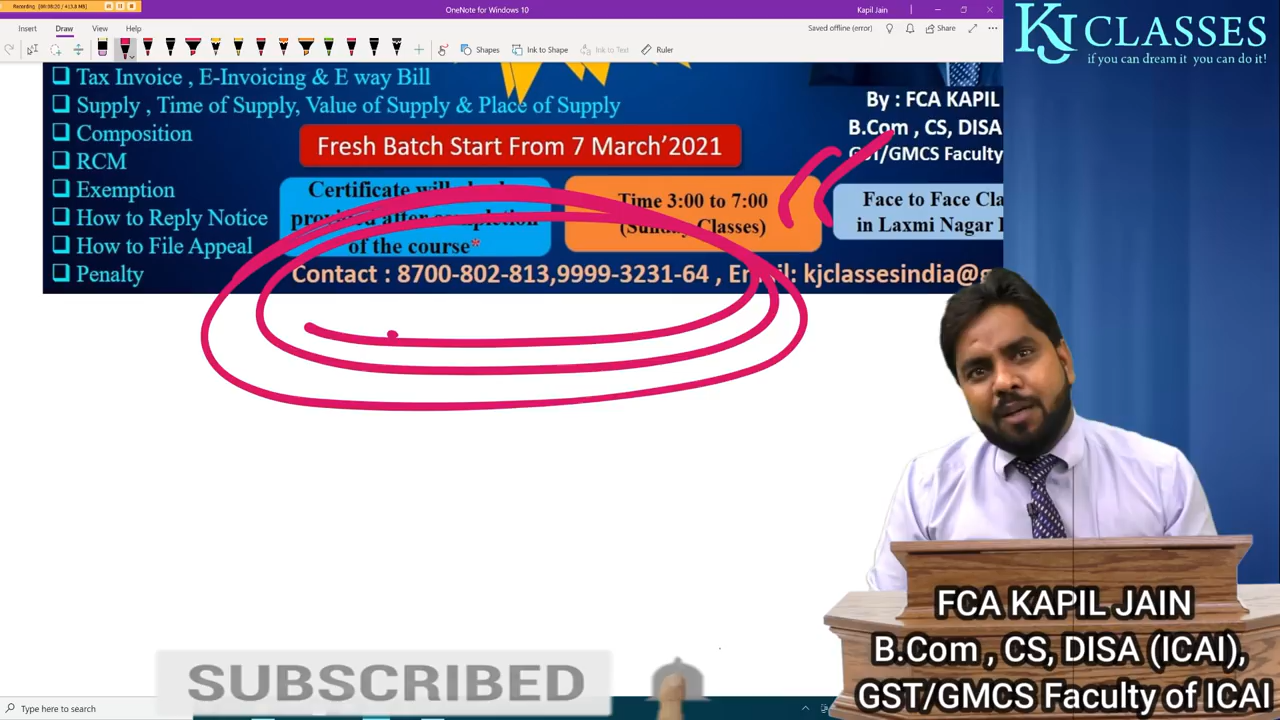 Recording [00:08:20 / 413.8 MB]
OneNote for Windows 10
Kapil Jain
Insert
Draw
View
Help
Saved offline (error)
Share
Shapes
Ink to Shape
Ink to Text
Ruler
KJ CLASSES
if you can dream it you can do it!
Tax Invoice , E-Invoicing & E way Bill
Supply , Time of Supply, Value of Supply & Place of Supply
Composition
RCM
Exemption
How to Reply Notice
How to File Appeal
Penalty
Fresh Batch Start From 7 March'2021
Certificate will
provided after completion
of the course*
Time 3:00 to 7:00
(Sunday Classes)
By : FCA KAPIL
B.Com , CS, DISA
GST/GMCS Faculty
Face to Face Cla
in Laxmi Nagar
Contact : 8700-802-813,9999-3231-64 , Email: kjclassesindia@g
FCA KAPIL JAIN
B.Com , CS, DISA (ICAI),
GST/GMCS Faculty of ICAI
SUBSCRIBED
Type here to search